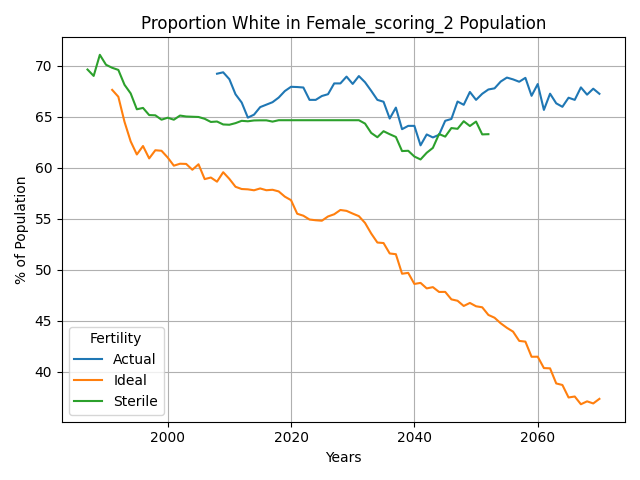 Proportion White in Female_scoring_2 Population
% of Population
70
65
60
55
50
45
40
Fertility
Actual
Ideal
Sterile
2000
2020
2040
2060
Years